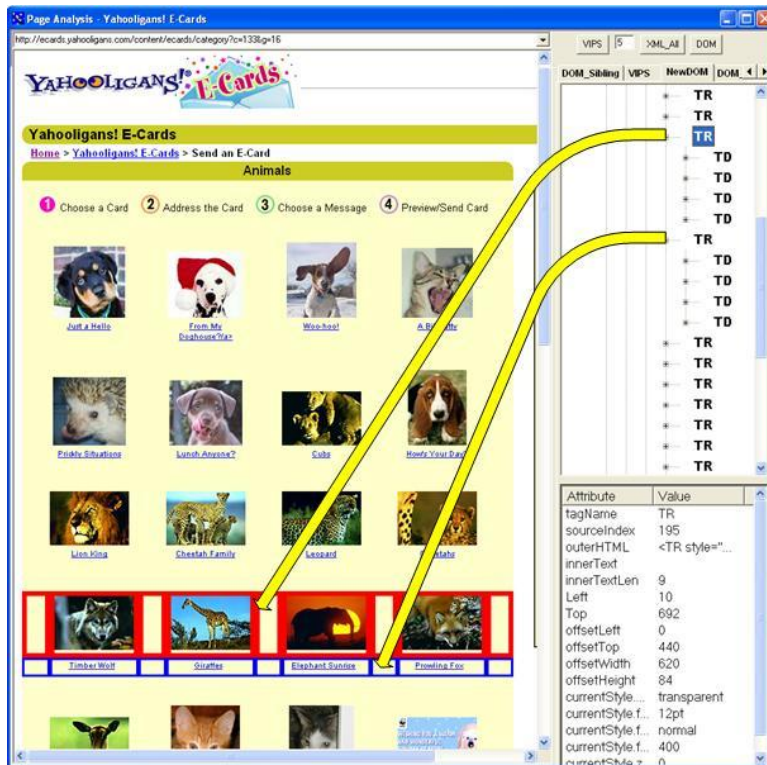 Page Analysis - Yahooligans! E-Cards
http://ecards.yahooligans.com/content/ecards/category?c=133&g=16
YAHOOLIGANS! E-Cards
Yahooligans! E-Cards
Home > Yahooligans! E-Cards > Send an E-Card
Animals
1 Choose a Card 2 Address the Card 3 Choose a Message 4 Preview/Send Card
Just a Hello From My Woo-hoo! A Bi
Doghouse?Ya>
Prickly Situations Lunch Anyone? Cubs How's Your Day?
Lion King Cheetah Family Leopard
Timber Wolf Giraffes Elephant Sunrise Prowling Fox
VIPS 5 XML_All DOM
DOM_Sibling VIPS NewDOM DOM_
TR
TR
TR
TD
TD
TD
TD
TR
TD
TD
TD
TD
TR
TR
TR
TR
TR
TR
TR
Attribute Value
tagName TR
sourceIndex 195
outerHTML <TR style="...
innerText
innerTextLen 9
Left 10
Top 692
offsetLeft 0
offsetTop 440
offsetWidth 620
offsetHeight 84
currentStyle.... transparent
currentStyle.f... 12pt
currentStyle.f... normal
currentStyle.f... 400
currentStyle.z... 0